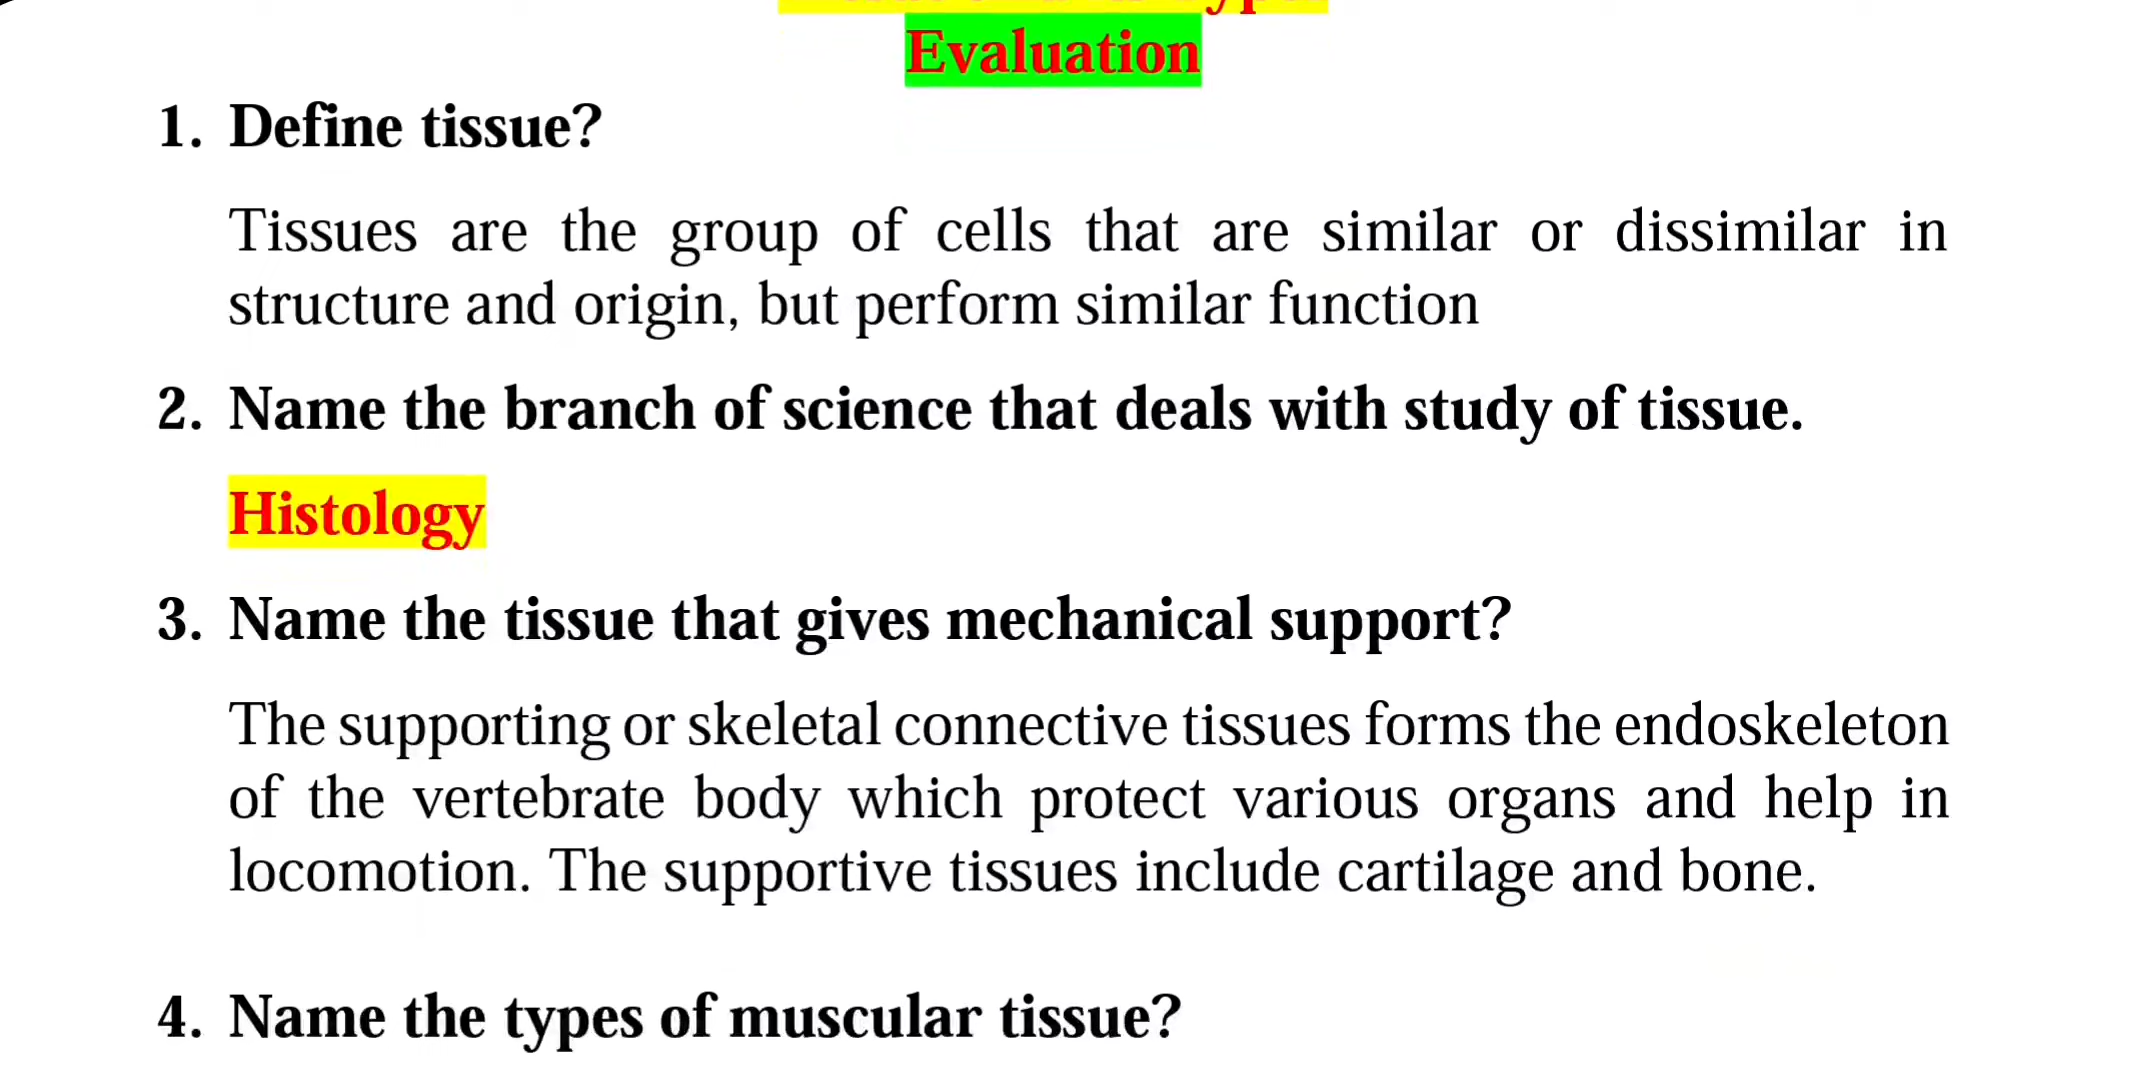 Evaluation
1. Define tissue?
Tissues are the group of cells that are similar or dissimilar in
structure and origin, but perform similar function
2. Name the branch of science that deals with study of tissue.
Histology
3. Name the tissue that gives mechanical support?
The supporting or skeletal connective tissues forms the endoskeleton
of the vertebrate body which protect various organs and help in
locomotion. The supportive tissues include cartilage and bone.
4. Name the types of muscular tissue?